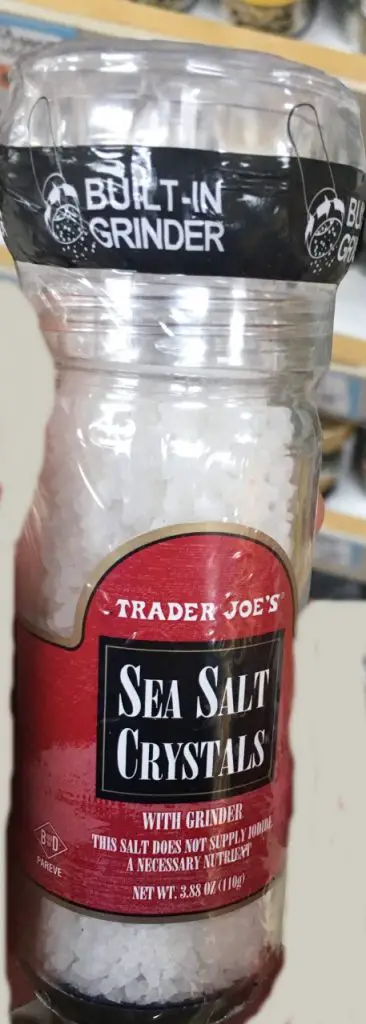 BUILT-IN
GRINDER
TRADER JOE'S®
SEA SALT
CRYSTALS
WITH GRINDER
THIS SALT DOES NOT SUPPLY IODIDE,
A NECESSARY NUTRIENT
NET WT. 3.88 OZ (110g)
PAREVE